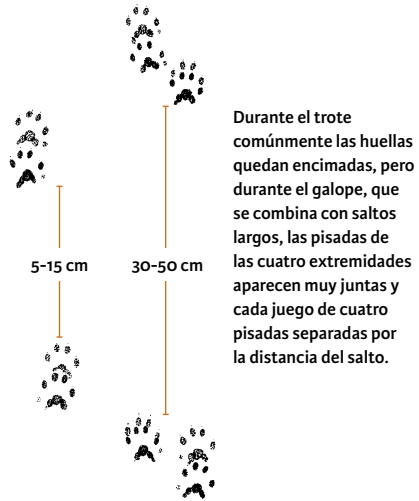 Durante el trote
comúnmente las huellas
quedan encimadas, pero
durante el galope, que
se combina con saltos
largos, las pisadas de
las cuatro extremidades
aparecen muy juntas y
cada juego de cuatro
pisadas separadas por
la distancia del salto.
5-15 cm
30-50 cm